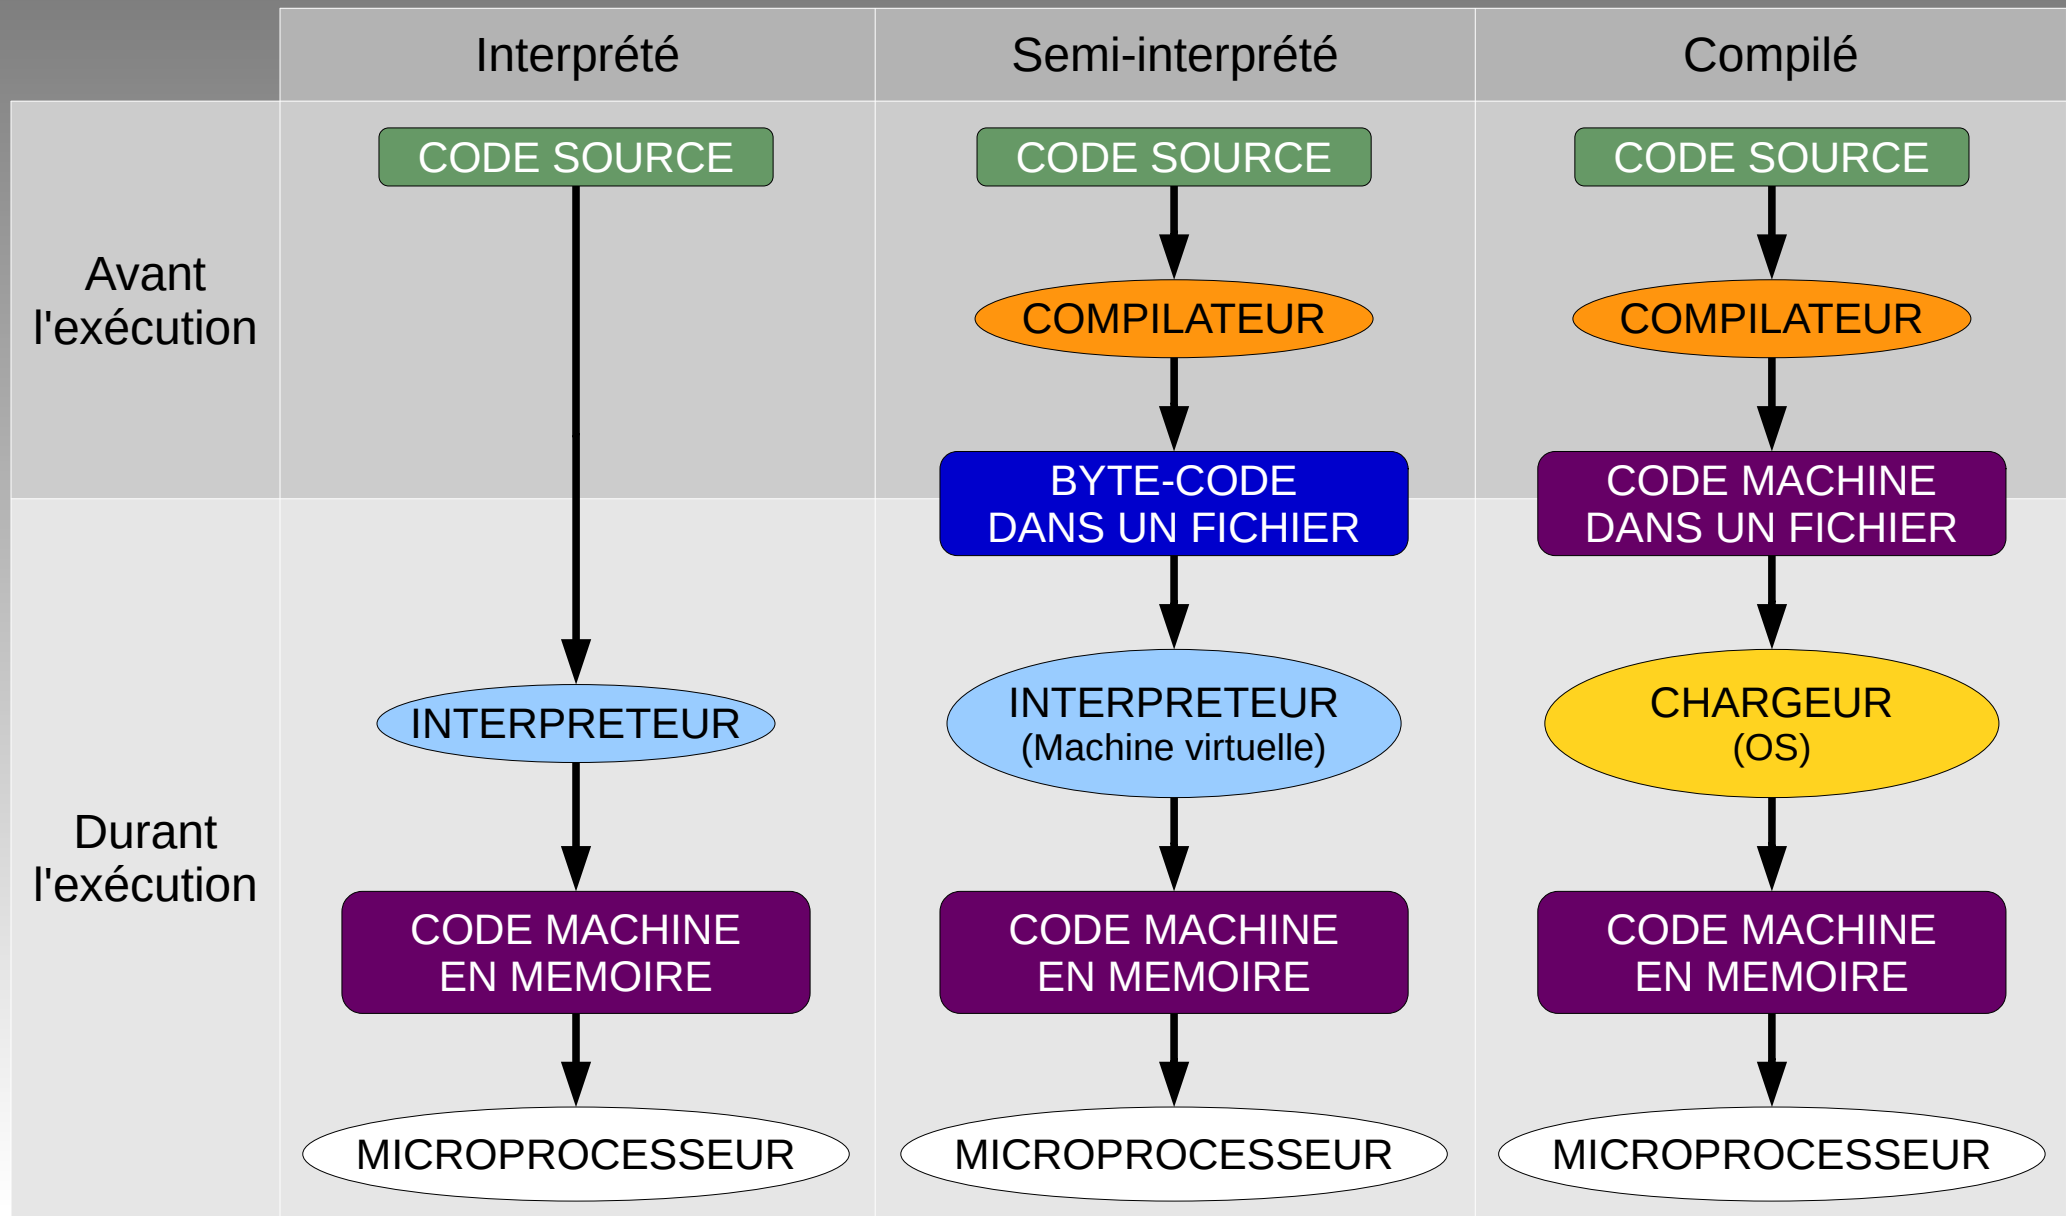 Interprété
Semi-interprété
Compilé
Avant
l'exécution
CODE SOURCE
CODE SOURCE
CODE SOURCE
COMPILATEUR
COMPILATEUR
BYTE-CODE
DANS UN FICHIER
CODE MACHINE
DANS UN FICHIER
Durant
l'exécution
INTERPRETEUR
INTERPRETEUR
(Machine virtuelle)
CHARGEUR
(OS)
CODE MACHINE
EN MEMOIRE
CODE MACHINE
EN MEMOIRE
CODE MACHINE
EN MEMOIRE
MICROPROCESSEUR
MICROPROCESSEUR
MICROPROCESSEUR